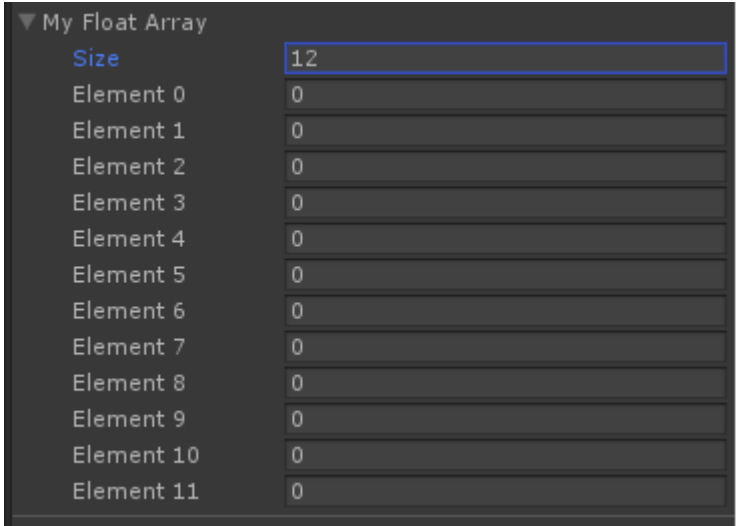 My Float Array
Size 12
Element 0 0
Element 1 0
Element 2 0
Element 3 0
Element 4 0
Element 5 0
Element 6 0
Element 7 0
Element 8 0
Element 9 0
Element 10 0
Element 11 0